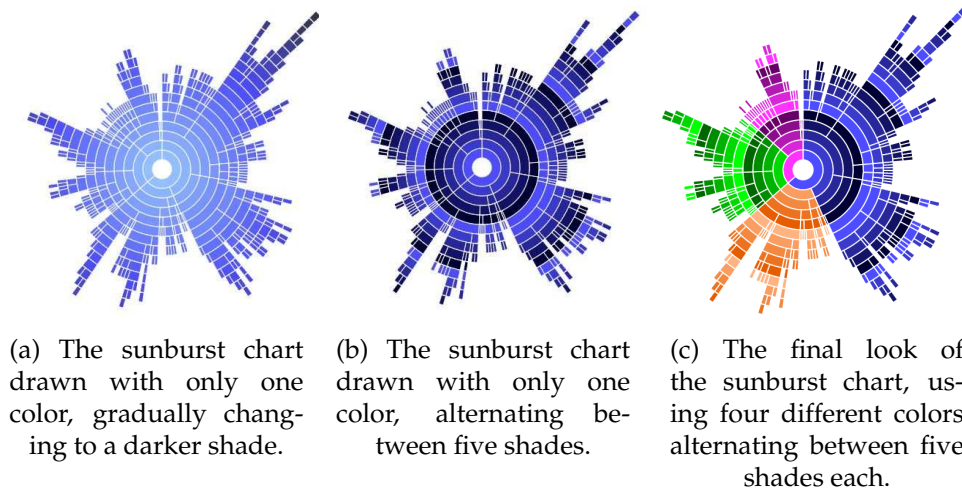 (a) The sunburst chart
drawn with only one
color, gradually chang-
ing to a darker shade.
(b) The sunburst chart
drawn with only one
color, alternating be-
tween five shades.
(c) The final look of
the sunburst chart, us-
ing four different colors
alternating between five
shades each.